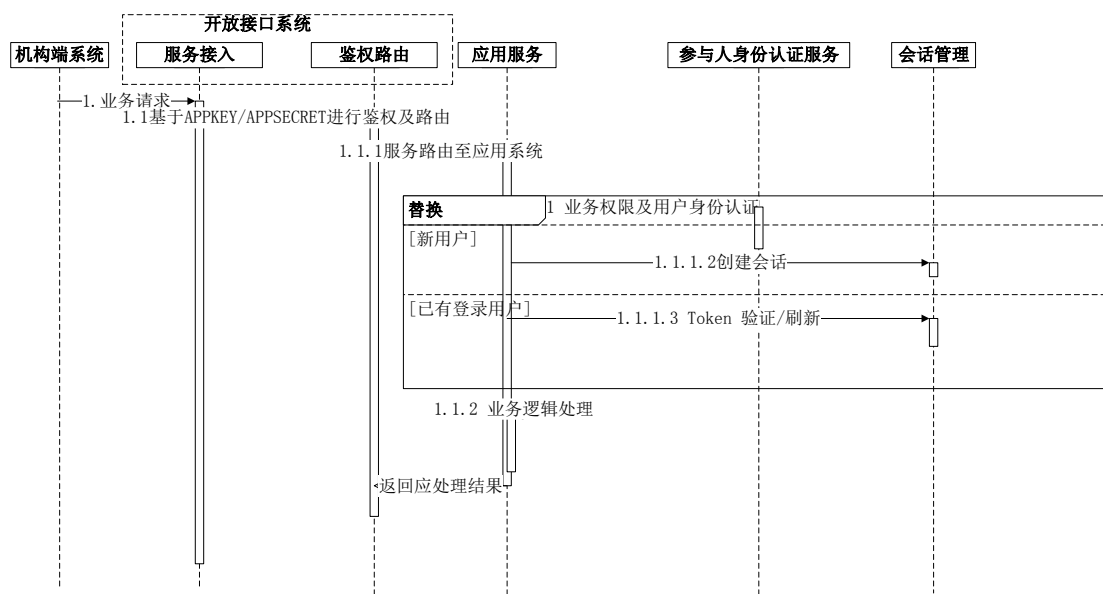 开放接口系统
机构端系统
服务接入
鉴权路由
应用服务
参与人身份认证服务
会话管理
1.业务请求
1.1基于APPKEY/APPSECRET进行鉴权及路由
1.1.1服务路由至应用系统
替换
1 业务权限及用户身份认证
[新用户]
1.1.1.2创建会话
[已有登录用户]
1.1.1.3 Token 验证/刷新
1.1.2 业务逻辑处理
返回应处理结果